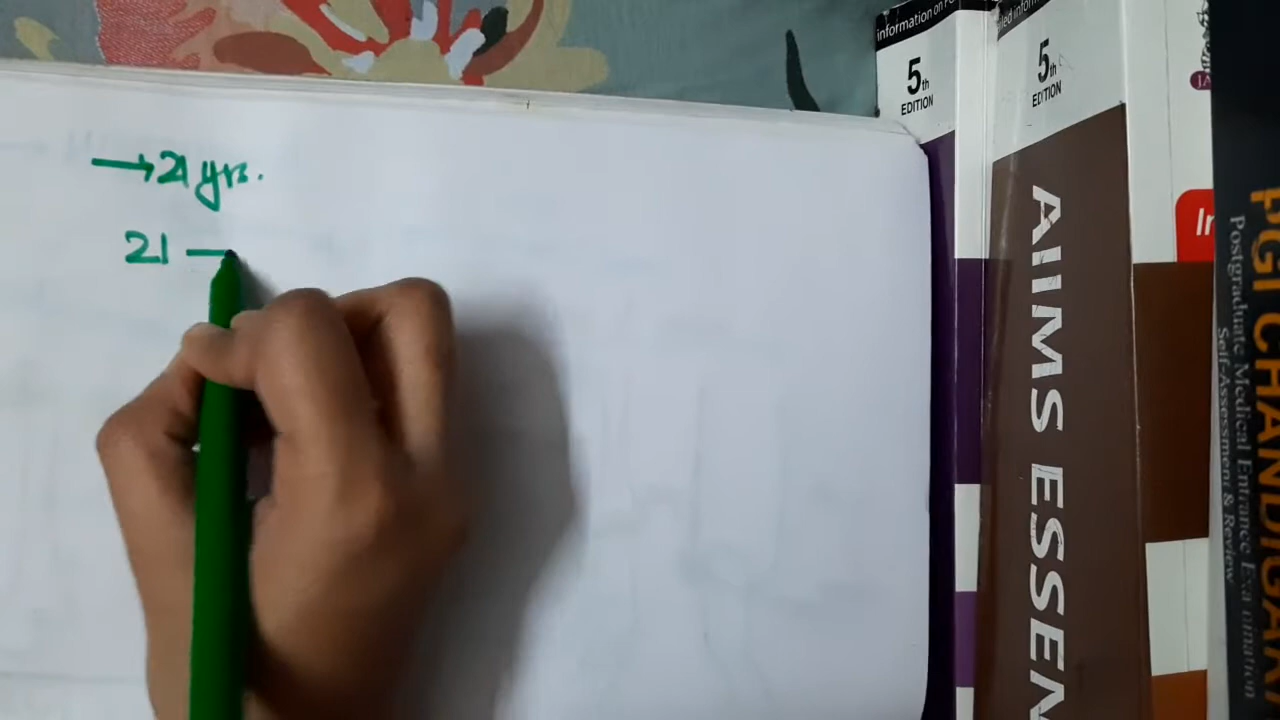 →21 yrs.
21 —
information on
5th
EDITION
5th
EDITION
AIIMS ESSEN
PGI CHANDIGAR
Postgraduate Medical Entrance Examination
Self-Assessment & Review